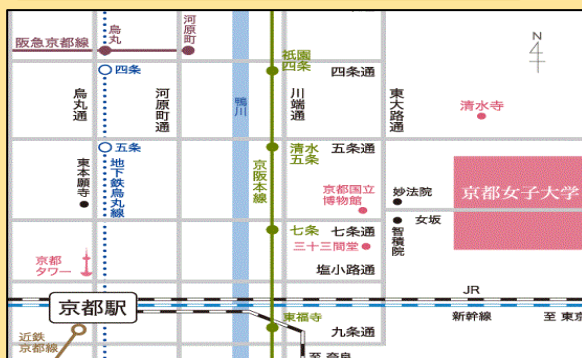 阪急京都線
烏丸
河原町
祇園
四条
N
四条
四条通
烏丸通
河原町通
鴨川
川端通
東大路通
清水寺
五条
清水
五条
五条通
東本願寺
地下鉄烏丸線
京阪本線
京都国立
博物館
妙法院
京都女子大学
女坂
智積院
七条
七条通
三十三間堂
京都
タワー
塩小路通
JR
京都駅
新幹線
至 東京
近鉄
京都線
東福寺
九条通
至 奈良